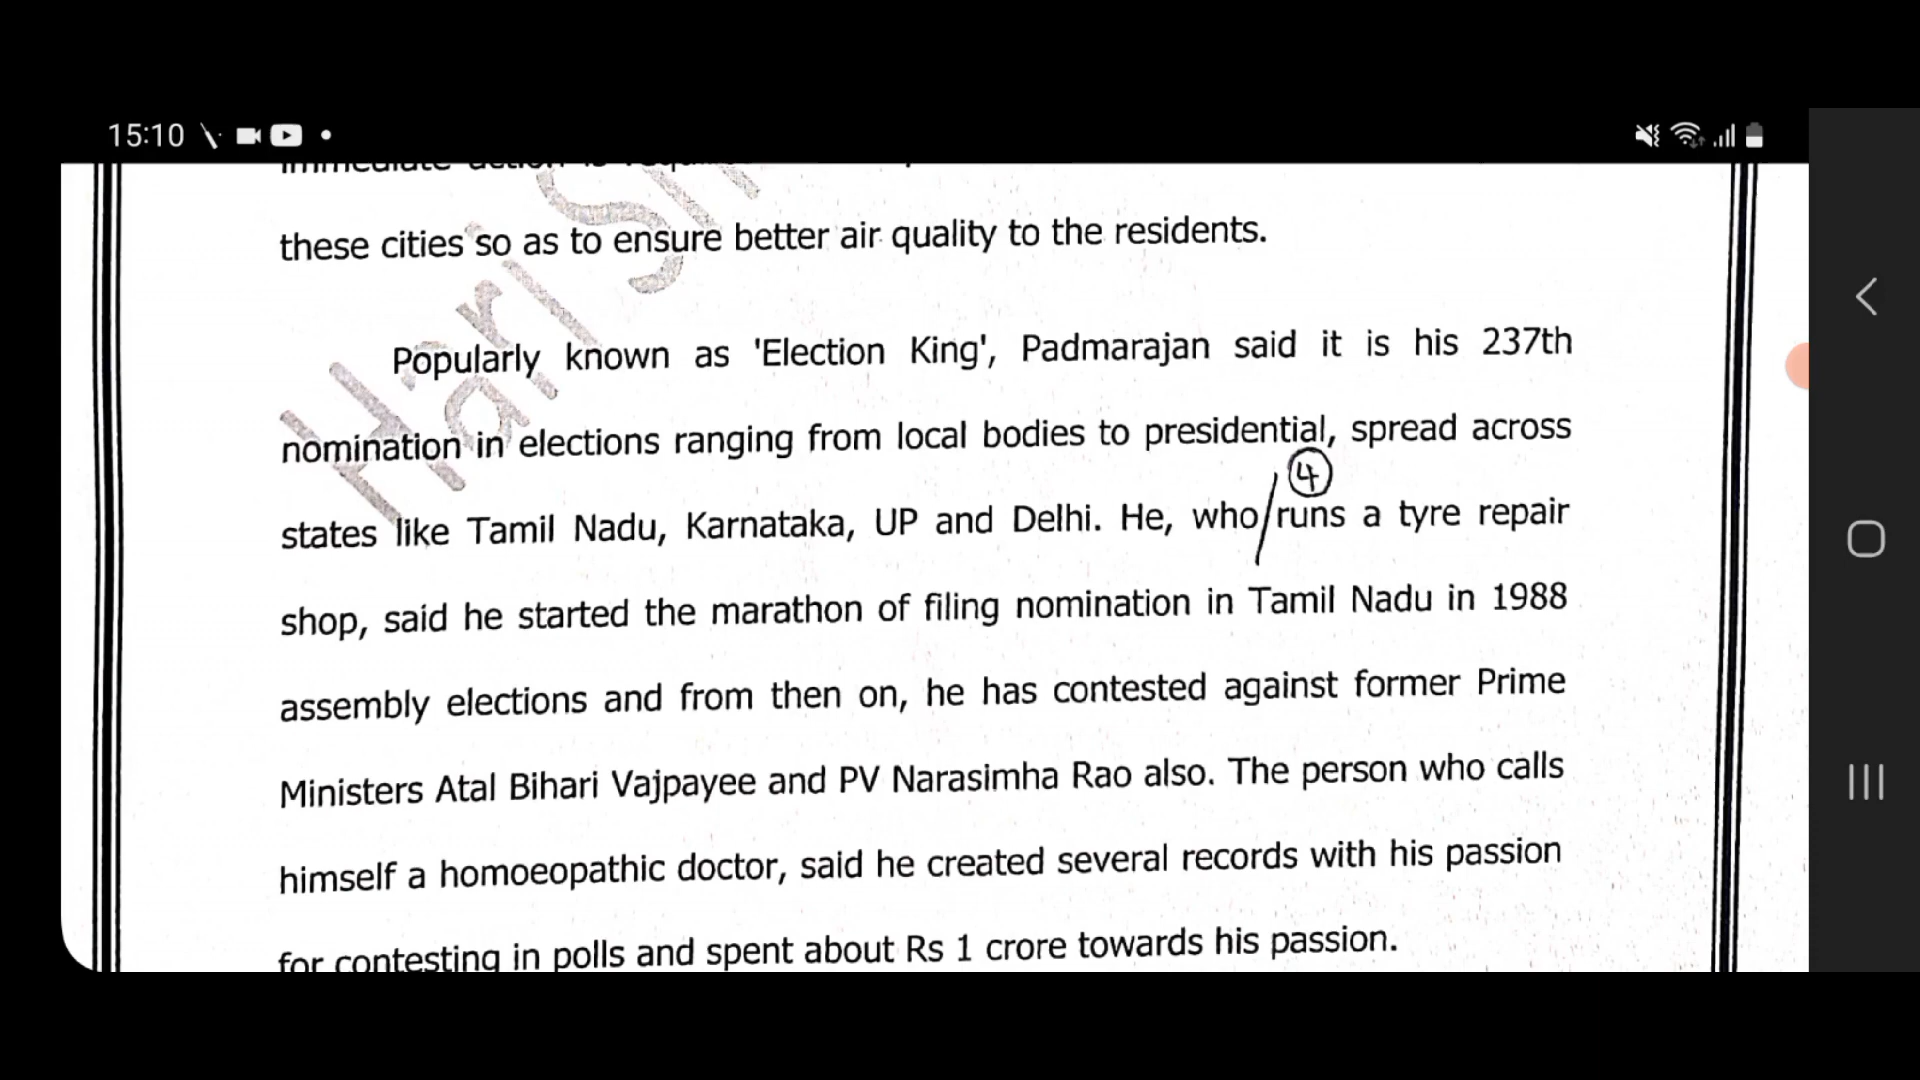 15:10
immediate action is
these cities so as to ensure better air quality to the residents.
Popularly known as 'Election King', Padmarajan said it is his 237th
nomination in elections ranging from local bodies to presidential, spread across
4
states like Tamil Nadu, Karnataka, UP and Delhi. He, who/runs a tyre repair
shop, said he started the marathon of filing nomination in Tamil Nadu in 1988
assembly elections and from then on, he has contested against former Prime
Ministers Atal Bihari Vajpayee and PV Narasimha Rao also. The person who calls
himself a homoeopathic doctor, said he created several records with his passion
for contesting in polls and spent about Rs 1 crore towards his passion.
Hari